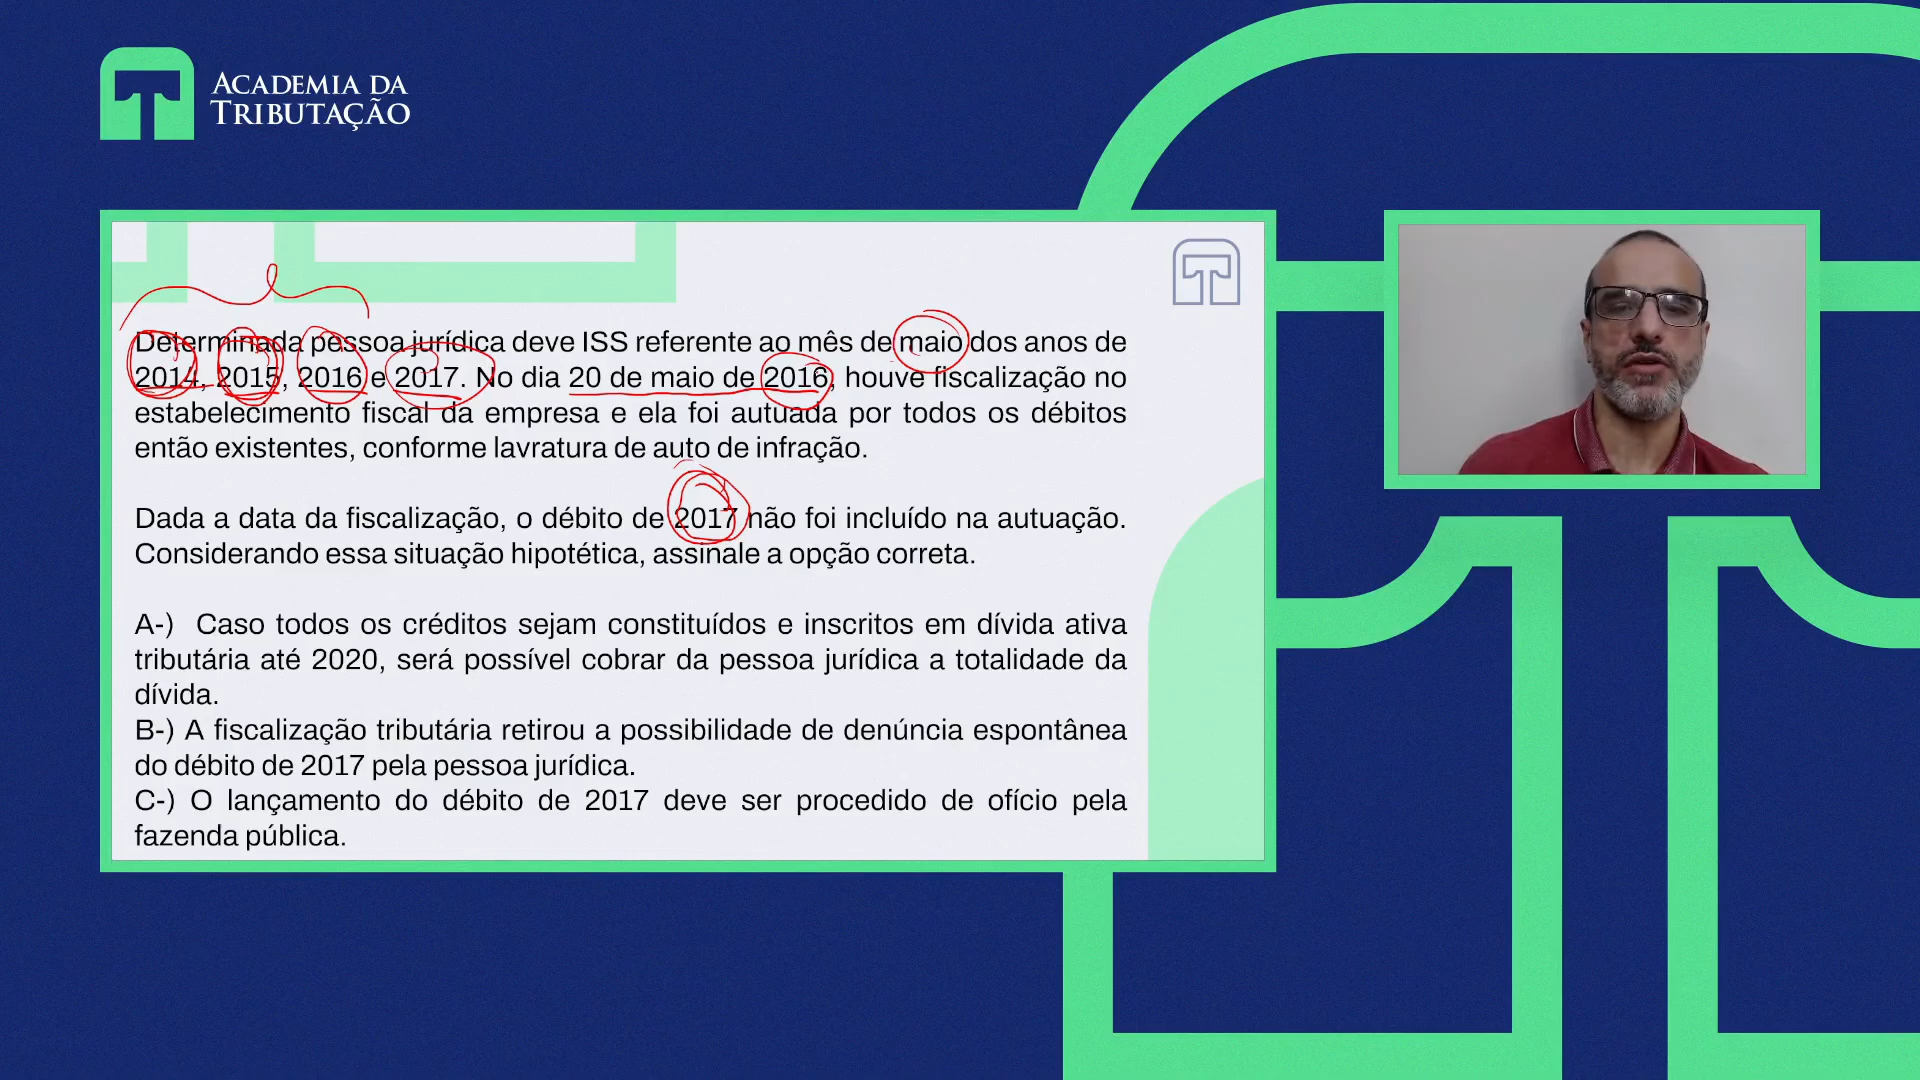 ACADEMIA DA
TRIBUTAÇÃO
Determinada pessoa jurídica deve ISS referente ao mês de maio dos anos de
2014, 2015, 2016 e 2017. No dia 20 de maio de 2016, houve fiscalização no
estabelecimento fiscal da empresa e ela foi autuada por todos os débitos
então existentes, conforme lavratura de auto de infração.
Dada a data da fiscalização, o débito de 2017 não foi incluído na autuação.
Considerando essa situação hipotética, assinale a opção correta.
A-) Caso todos os créditos sejam constituídos e inscritos em dívida ativa
tributária até 2020, será possível cobrar da pessoa jurídica a totalidade da
dívida.
B-) A fiscalização tributária retirou a possibilidade de denúncia espontânea
do débito de 2017 pela pessoa jurídica.
C-) O lançamento do débito de 2017 deve ser procedido de ofício pela
fazenda pública.